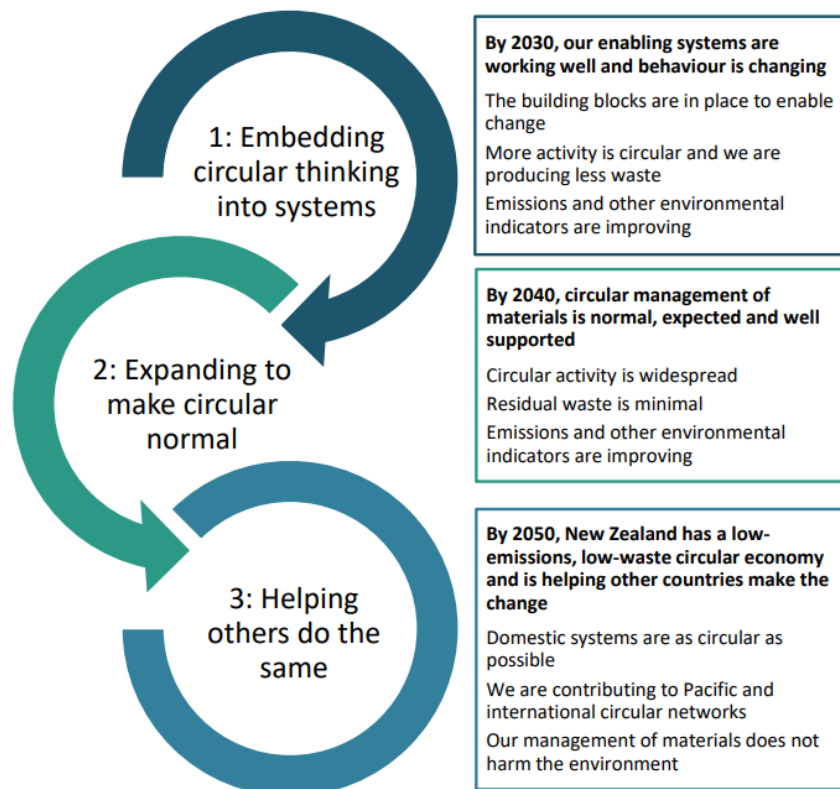 1: Embedding
circular thinking
into systems
By 2030, our enabling systems are
working well and behaviour is changing
The building blocks are in place to enable
change
More activity is circular and we are
producing less waste
Emissions and other environmental
indicators are improving
2: Expanding to
make circular
normal
By 2040, circular management of
materials is normal, expected and well
supported
Circular activity is widespread
Residual waste is minimal
Emissions and other environmental
indicators are improving
3: Helping
others do the
same
By 2050, New Zealand has a low-
emissions, low-waste circular economy
and is helping other countries make the
change
Domestic systems are as circular as
possible
We are contributing to Pacific and
international circular networks
Our management of materials does not
harm the environment